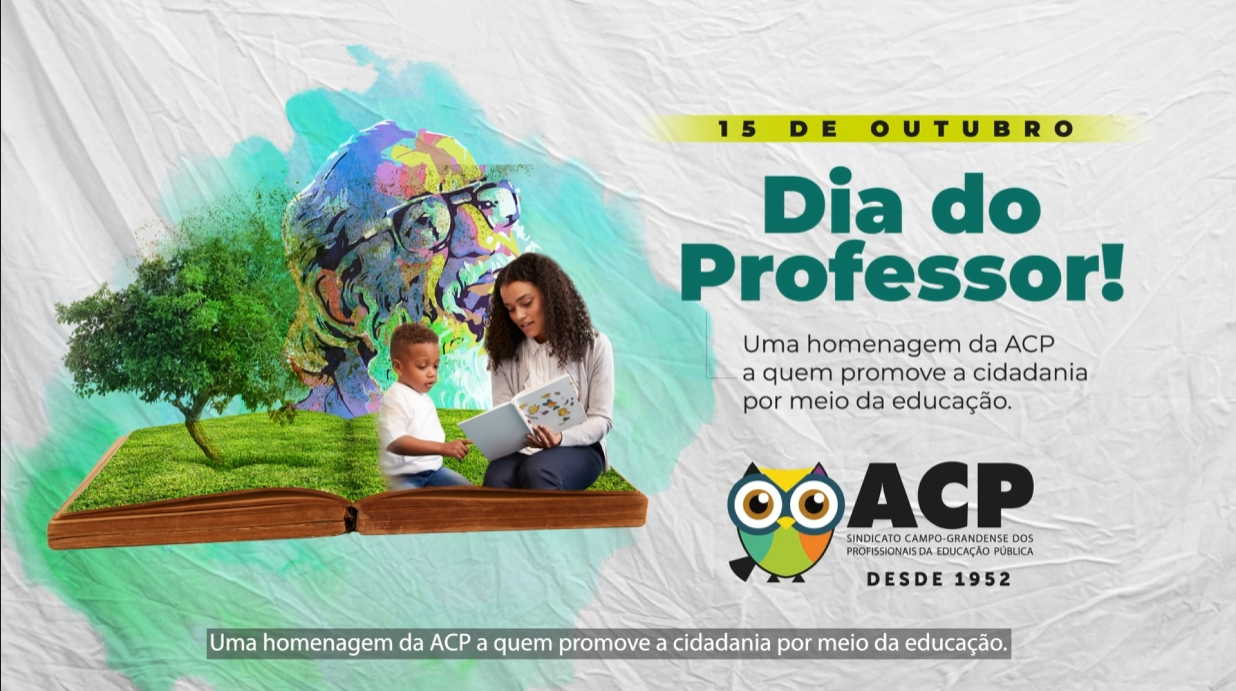 15 DE OUTUBRO
Dia do
Professor!
Uma homenagem da ACP
a quem promove a cidadania
por meio da educação.
ACP
SINDICATO CAMPO-GRANDENSE DOS
PROFISSIONAIS DA EDUCAÇÃO PÚBLICA
DESDE 1952
Uma homenagem da ACP a quem promove a cidadania por meio da educação.